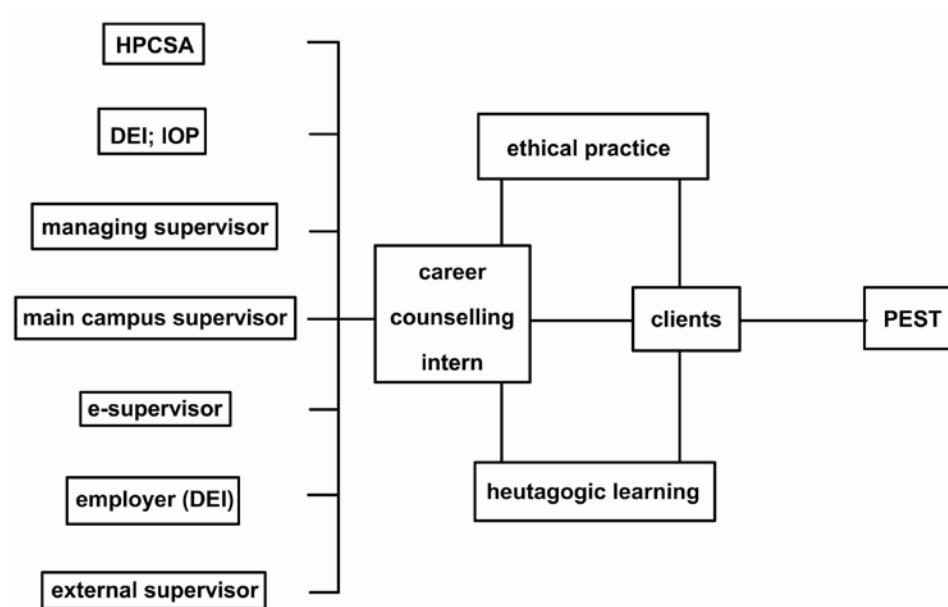 HPCSA
DEI; IOP
managing supervisor
main campus supervisor
e-supervisor
employer (DEI)
external supervisor
career
counselling
intern
ethical practice
heutagogic learning
clients
PEST